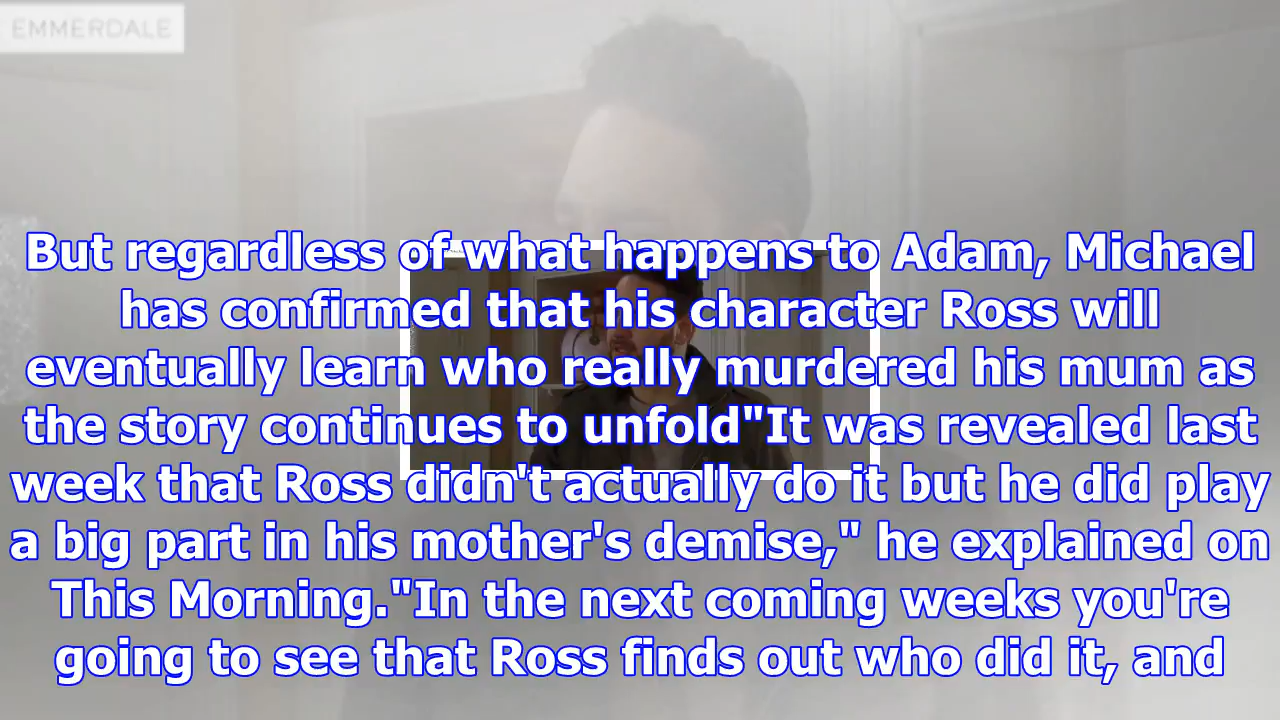 EMMERDALE
But regardless of what happens to Adam, Michael
has confirmed that his character Ross will
eventually learn who really murdered his mum as
the story continues to unfold"It was revealed last
week that Ross didn't actually do it but he did play
a big part in his mother's demise," he explained on
This Morning."In the next coming weeks you're
going to see that Ross finds out who did it, and